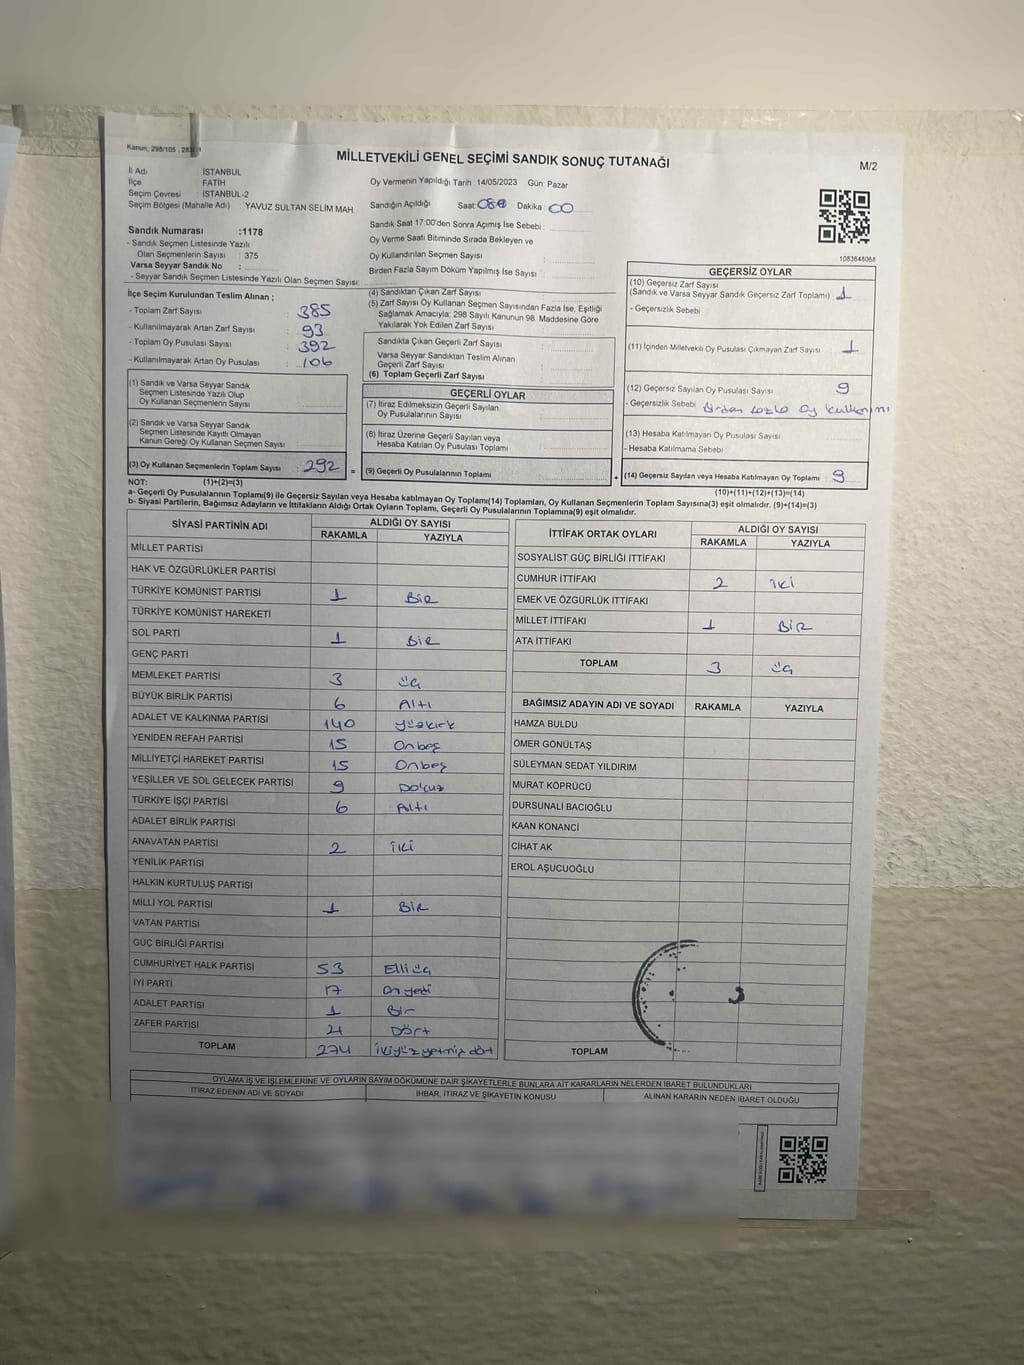 Kanun; 298/105
MİLLETVEKİLİ GENEL SEÇİMİ SANDIK SONUÇ TUTANAĞI
M/2
İl Adı İSTANBUL
İlçe FATİH
Seçim Çevresi : İSTANBUL-2
Seçim Bölgesi (Mahalle Adı) YAVUZ SULTAN SELİM MAH
Oy Vermenin Yapıldığı Tarih : 14/05/2023 Gün: Pazar
Sandığın Açıldığı Saat: Dakika : 00
Sandık Saat 17:00'den Sonra Açımış İse Sebebi :
Oy Verme Saati Bitiminde Sırada Bekleyen ve
Oy Kullandırılan Seçmen Sayısı :
Birden Fazla Sayım Döküm Yapılmış İse Sayısı :
Sandık Numarası :1178
- Sandık Seçmen Listesinde Yazılı
Olan Seçmenlerin Sayısı : 375
Varsa Seyyar Sandık No :
- Seyyar Sandık Seçmen Listesinde Yazılı Olan Seçmen Sayısı:
1083648068
İlçe Seçim Kurulundan Teslim Alınan ;
- Toplam Zarf Sayısı : 385
- Kullanılmayarak Artan Zarf Sayısı : 93
- Toplam Oy Pusulası Sayısı : 392
- Kullanılmayarak Artan Oy Pusulası : 106
(1) Sandık ve Varsa Seyyar Sandık
Seçmen Listesinde Yazılı Olup
Oy Kullanan Seçmenlerin Sayısı :
(2) Sandık ve Varsa Seyyar Sandık
Seçmen Listesinde Kayıtlı Olmayan
Kanun Gereği Oy Kullanan Seçmen Sayısı :
(3) Oy Kullanan Seçmenlerin Toplam Sayısı : 292 =
(4) Sandıktan Çıkan Zarf Sayısı
(5) Zarf Sayısı Oy Kullanan Seçmen Sayısından Fazla İse, Eşitliği
Sağlamak Amacıyla; 298 Sayılı Kanunun 98. Maddesine Göre
Yakılarak Yok Edilen Zarf Sayısı
Sandıkta Çıkan Geçerli Zarf Sayısı
Varsa Seyyar Sandıktan Teslim Alınan
Geçerli Zarf Sayısı
(6) Toplam Geçerli Zarf Sayısı
GEÇERLİ OYLAR
(7) İtiraz Edilmeksizin Geçerli Sayılan
Oy Pusulalarının Sayısı :
(8) İtiraz Üzerine Geçerli Sayılan veya
Hesaba Katılan Oy Pusulası Toplamı :
(9) Geçerli Oy Pusulalarının Toplamı : +
GEÇERSİZ OYLAR
(10) Geçersiz Zarf Sayısı
(Sandık ve Varsa Seyyar Sandık Geçersiz Zarf Toplamı) : 1
- Geçersizlik Sebebi :
(11) İçinden Milletvekili Oy Pusulası Çıkmayan Zarf Sayısı : 1
(12) Geçersiz Sayılan Oy Pusulası Sayısı : 9
- Geçersizlik Sebebi : Birden fazla oy kullanımı
(13) Hesaba Katılmayan Oy Pusulası Sayısı :
- Hesaba Katılmama Sebebi :
(14) Geçersiz Sayılan veya Hesaba Katılmayan Oy Toplamı : 9
NOT: (1)+(2)=(3)
(10)+(11)+(12)+(13)=(14)
a- Geçerli Oy Pusulalarının Toplamı(9) ile Geçersiz Sayılan veya Hesaba katılmayan Oy Toplamı(14) Toplamları, Oy Kullanan Seçmenlerin Toplam Sayısına(3) eşit olmalıdır. (9)+(14)=(3)
b- Siyasi Partilerin, Bağımsız Adayların ve İttifakların Aldığı Ortak Oyların Toplamı, Geçerli Oy Pusulalarının Toplamına(9) eşit olmalıdır.
SİYASİ PARTİNİN ADI ALDIĞI OY SAYISI
RAKAMLA YAZIYLA
MİLLET PARTİSİ
HAK VE ÖZGÜRLÜKLER PARTİSİ
TÜRKİYE KOMÜNİST PARTİSİ 1 BİR
TÜRKİYE KOMÜNİST HAREKETİ
SOL PARTİ 1 BİR
GENÇ PARTİ
MEMLEKET PARTİSİ 3 üç
BÜYÜK BİRLİK PARTİSİ 6 Altı
ADALET VE KALKINMA PARTİSİ 140 yüzkırk
YENİDEN REFAH PARTİSİ 15 Onbeş
MİLLİYETÇİ HAREKET PARTİSİ 15 Onbeş
YEŞİLLER VE SOL GELECEK PARTİSİ 9 Dokuz
TÜRKİYE İŞÇİ PARTİSİ 6 Altı
ADALET BİRLİK PARTİSİ
ANAVATAN PARTİSİ 2 iki
YENİLİK PARTİSİ
HALKIN KURTULUŞ PARTİSİ
MİLLİ YOL PARTİSİ 1 BİR
VATAN PARTİSİ
GÜÇ BİRLİĞİ PARTİSİ
CUMHURİYET HALK PARTİSİ 53 Elli üç
İYİ PARTİ 17 On yedi
ADALET PARTİSİ 1 Bir
ZAFER PARTİSİ 4 Dört
TOPLAM 274 ikiyüz yetmiş dört
İTTİFAK ORTAK OYLARI ALDIĞI OY SAYISI
RAKAMLA YAZIYLA
SOSYALİST GÜÇ BİRLİĞİ İTTİFAKI
CUMHUR İTTİFAKI 2 iki
EMEK VE ÖZGÜRLÜK İTTİFAKI
MİLLET İTTİFAKI 1 BİR
ATA İTTİFAKI
TOPLAM 3 üç
BAĞIMSIZ ADAYIN ADI VE SOYADI RAKAMLA YAZIYLA
HAMZA BULDU
ÖMER GÖNÜLTAŞ
SÜLEYMAN SEDAT YILDIRIM
MURAT KÖPRÜCÜ
DURSUNALİ BACIOĞLU
KAAN KONANCİ
CİHAT AK
EROL AŞUCUOĞLU
TOPLAM
OYLAMA İŞ VE İŞLEMLERİNE VE OYLARIN SAYIM DÖKÜMÜNE DAİR ŞİKAYETLERLE BUNLARA AİT KARARLARIN NELERDEN İBARET BULUNDUKLARI
İTİRAZ EDENİN ADI VE SOYADI İHBAR, İTİRAZ VE ŞİKAYETİN KONUSU ALINAN KARARIN NEDEN İBARET OLDUĞU